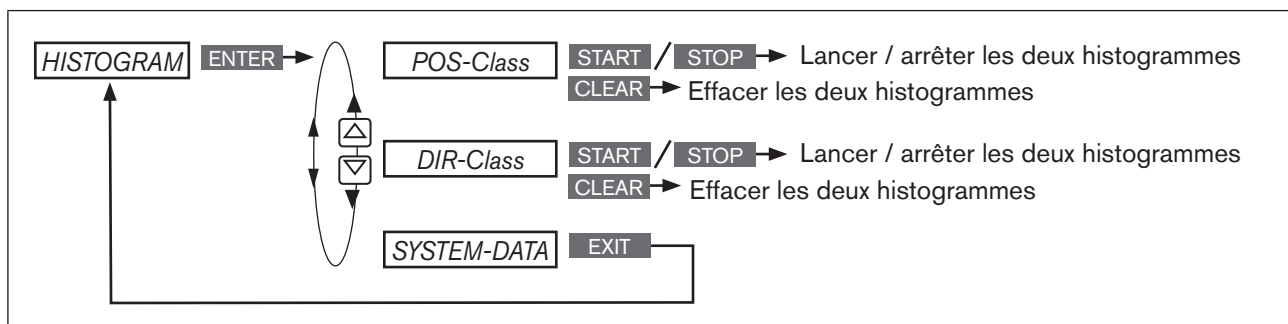 HISTOGRAM ENTER POS-Class START / STOP Lancer / arrêter les deux histogrammes
CLEAR Effacer les deux histogrammes
DIR-Class START / STOP Lancer / arrêter les deux histogrammes
CLEAR Effacer les deux histogrammes
SYSTEM-DATA EXIT